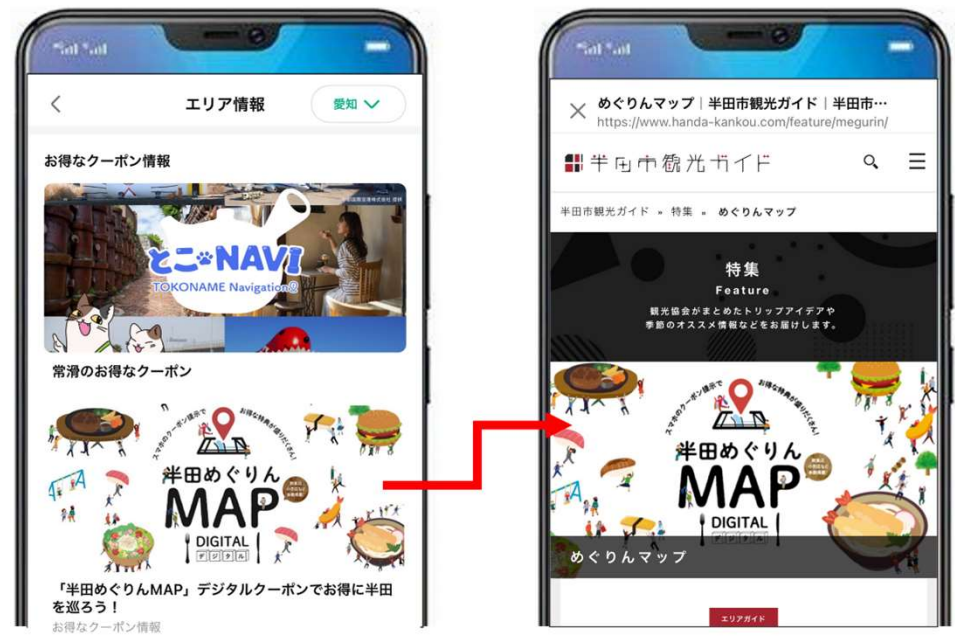 エリア情報
愛知
お得なクーポン情報
とこNAVI
TOKONAME Navigation
常滑のお得なクーポン
スマホのクーポン提示で
お得な特典が盛りだくさん!
半田めぐりん
MAP
DIGITAL
デジタル
「半田めぐりんMAP」デジタルクーポンでお得に半田
を巡ろう!
お得なクーポン情報
めぐりんマップ|半田市観光ガイド|半田市…
https://www.handa-kankou.com/feature/megurin/
半田市観光ガイド
半田市観光ガイド » 特集 » めぐりんマップ
特集
Feature
観光協会がまとめたトリップアイデアや
季節のオススメ情報などをお届けします。
スマホのクーポン提示で
お得な特典が盛りだくさん!
半田めぐりん
MAP
DIGITAL
デジタル
めぐりんマップ
エリアガイド